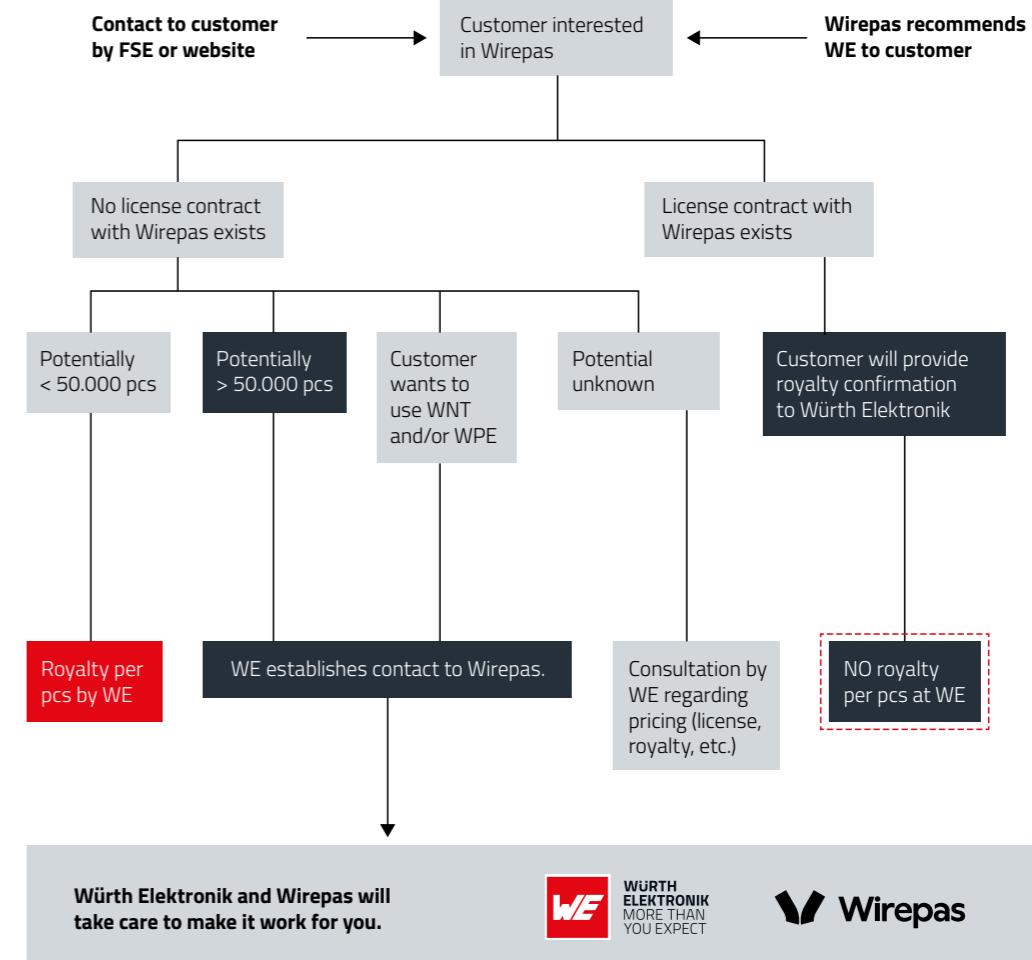 Contact to customer
by FSE or website
Customer interested
in Wirepas
Wirepas recommends
WE to customer
No license contract
with Wirepas exists
License contract with
Wirepas exists
Potentially
< 50.000 pcs
Potentially
> 50.000 pcs
Customer
wants to
use WNT
and/or WPE
Potential
unknown
Customer will provide
royalty confirmation
to Würth Elektronik
Royalty per
pcs by WE
WE establishes contact to Wirepas.
Consultation by
WE regarding
pricing (license,
royalty, etc.)
NO royalty
per pcs at WE
Würth Elektronik and Wirepas will
take care to make it work for you.
WE
WÜRTH
ELEKTRONIK
MORE THAN
YOU EXPECT
Wirepas